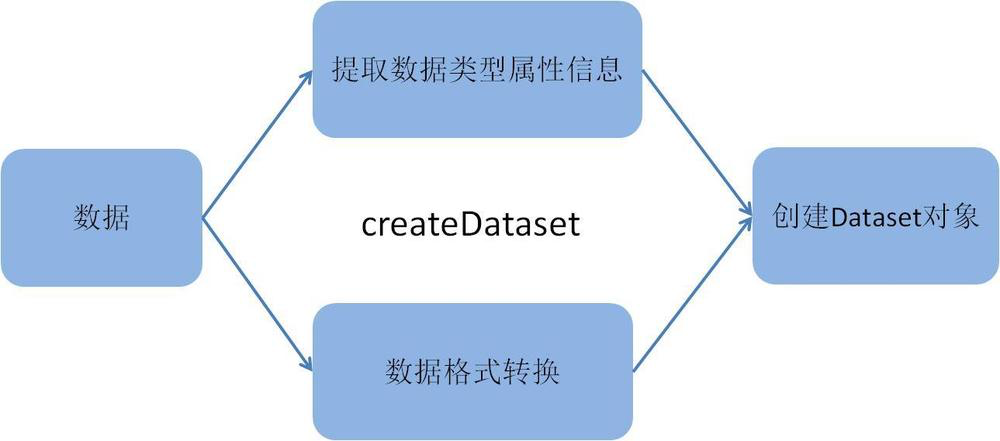 提取数据类型属性信息
数据
createDataset
创建Dataset对象
数据格式转换